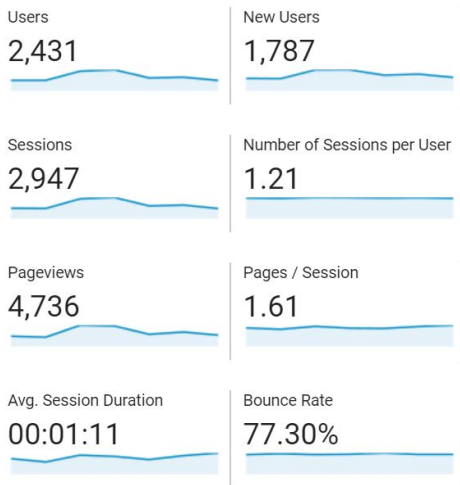 Users
2,431
New Users
1,787
Sessions
2,947
Number of Sessions per User
1.21
Pageviews
4,736
Pages / Session
1.61
Avg. Session Duration
00:01:11
Bounce Rate
77.30%